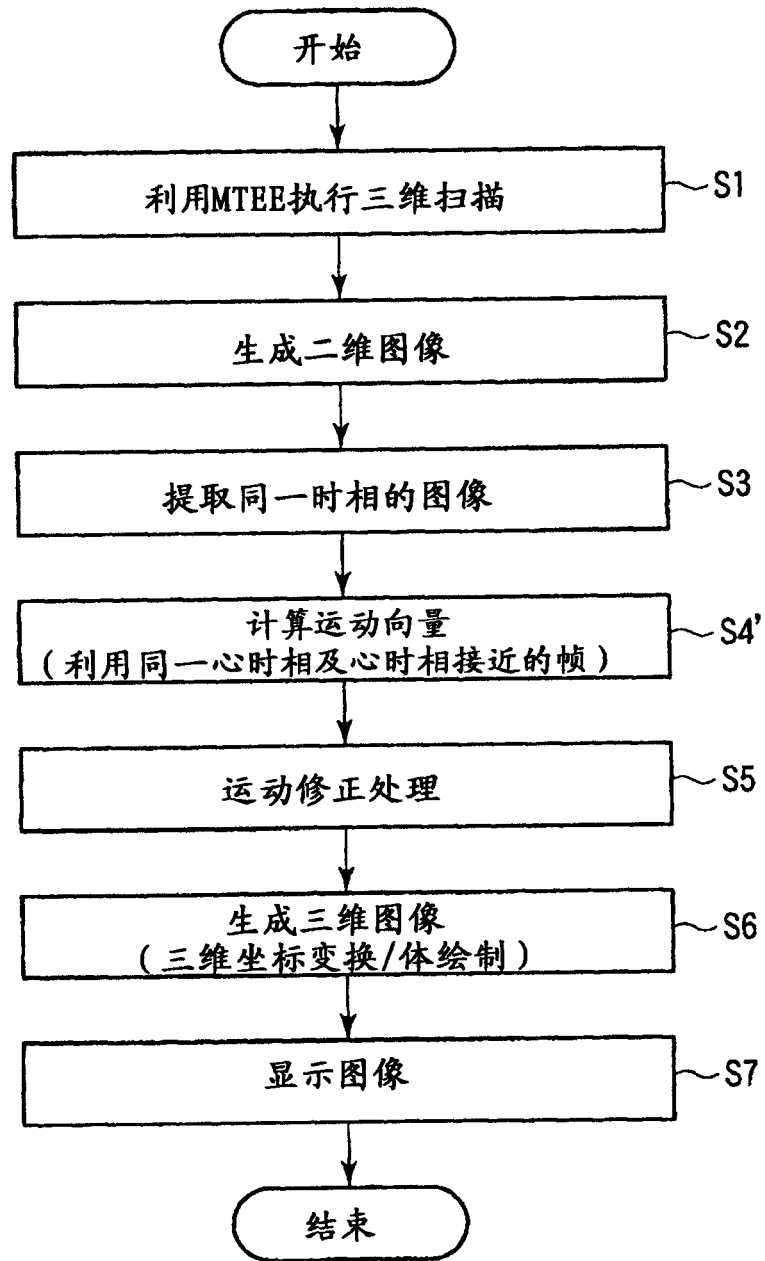 开始
利用MTEE执行三维扫描
S1
生成二维图像
S2
提取同一时相的图像
S3
计算运动向量
(利用同一心时相及心时相接近的帧)
S4'
运动修正处理
S5
生成三维图像
(三维坐标变换/体绘制)
S6
显示图像
S7
结束